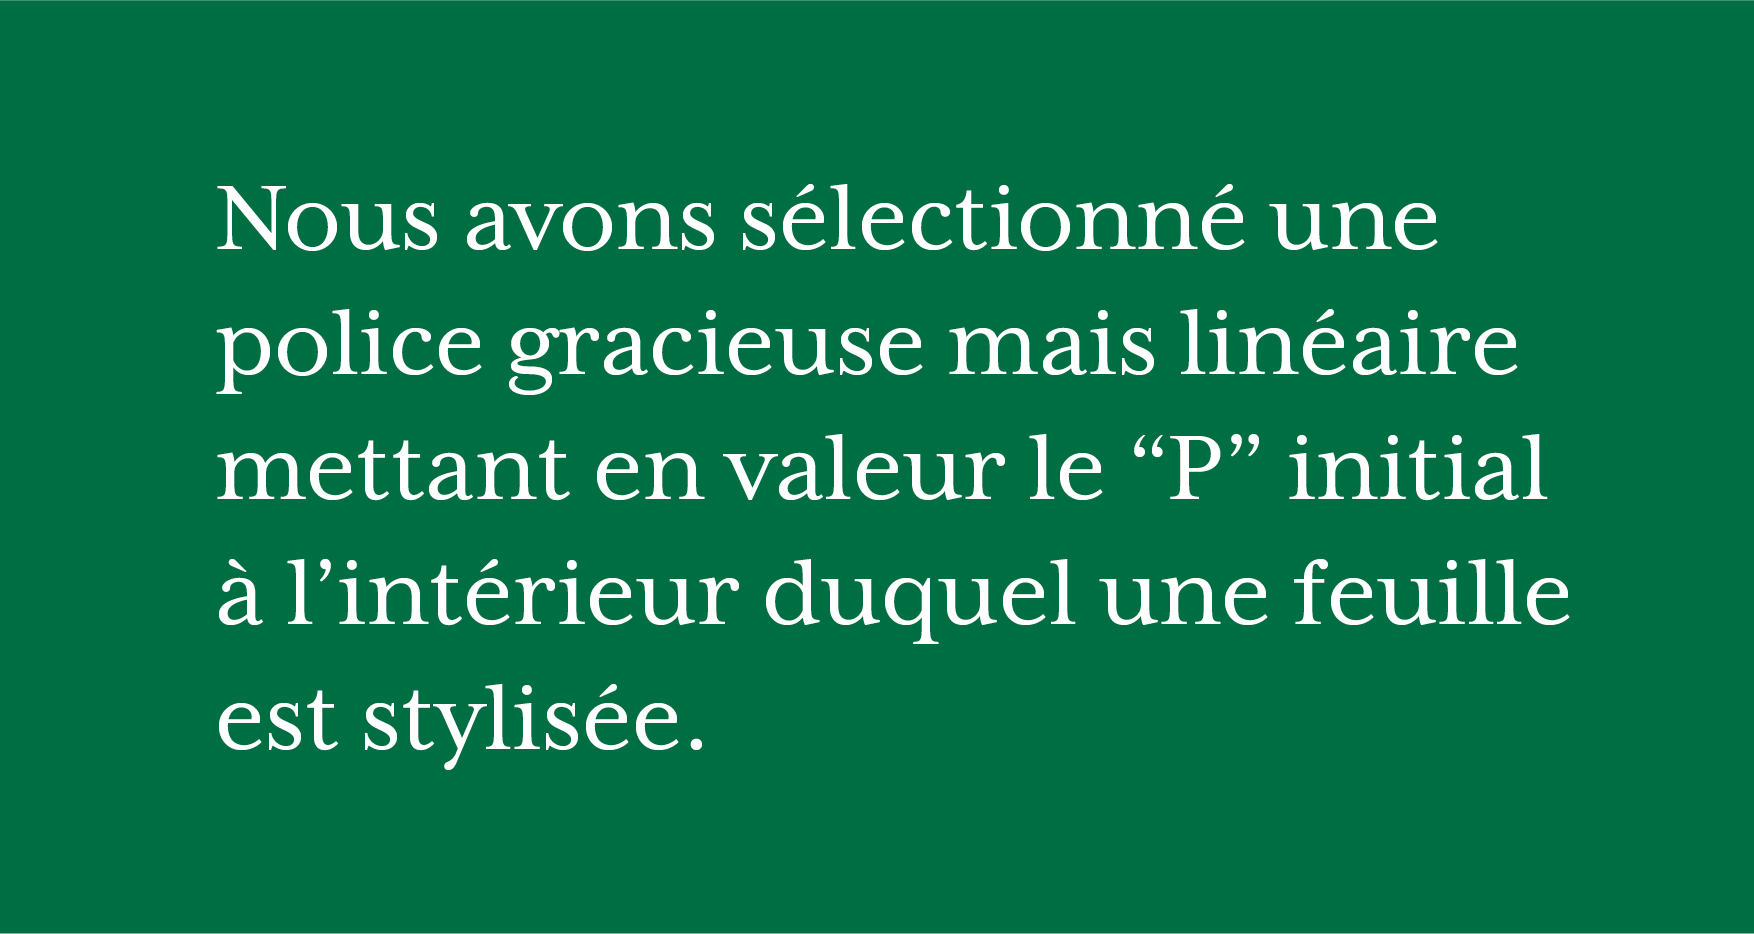 Nous avons sélectionné une
police gracieuse mais linéaire
mettant en valeur le “P” initial
à l’intérieur duquel une feuille
est stylisée.